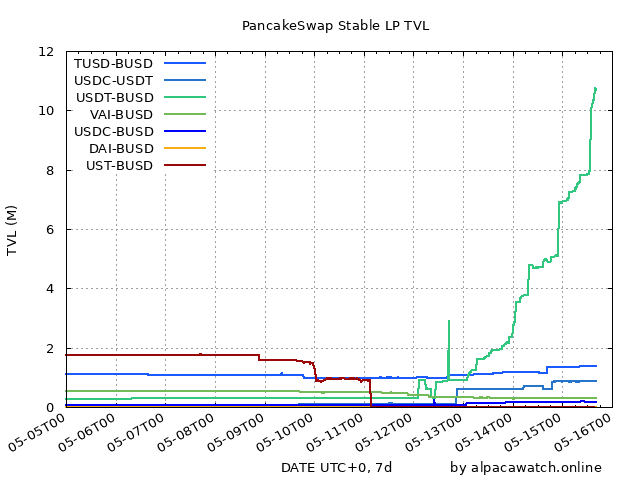 PancakeSwap Stable LP TVL
12
10
8
6
4
2
0
TVL (M)
TUSD-BUSD
USDC-USDT
USDT-BUSD
VAI-BUSD
USDC-BUSD
DAI-BUSD
UST-BUSD
05-05T00
05-06T00
05-07T00
05-08T00
05-09T00
05-10T00
05-11T00
05-12T00
05-13T00
05-14T00
05-15T00
05-16T00
DATE UTC+0, 7d
by alpacawatch.online